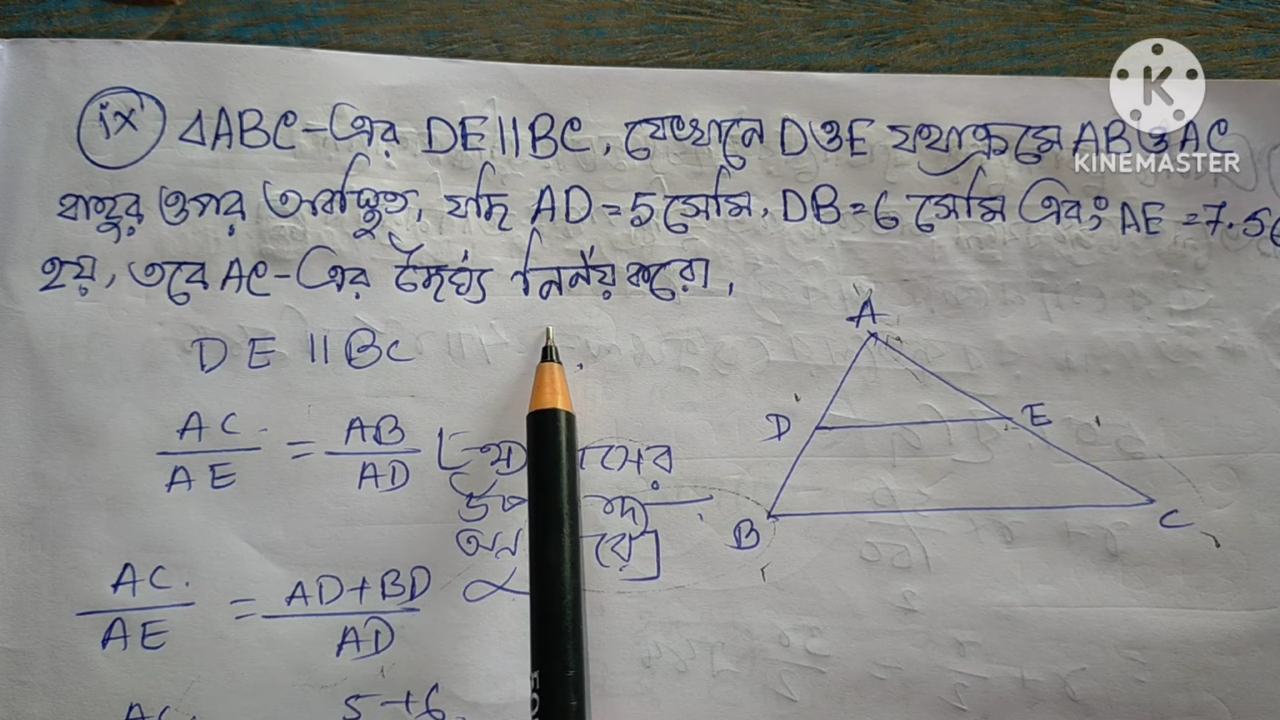 ix ΔABC-এর DE||BC, যেখানে D ও E যথাক্রমে AB ও AC
KINEMASTER
বাহুর ওপর অবস্থিত, যদি AD = 5 সেমি, DB = 6 সেমি এবং AE = 7.5
হয়, তবে AC-এর দৈর্ঘ্য নির্ণয় করো,
DE || BC
AC/AE = AB/AD
AC/AE = AD+BD/AD
AC 5+6
A
D E
B C
K